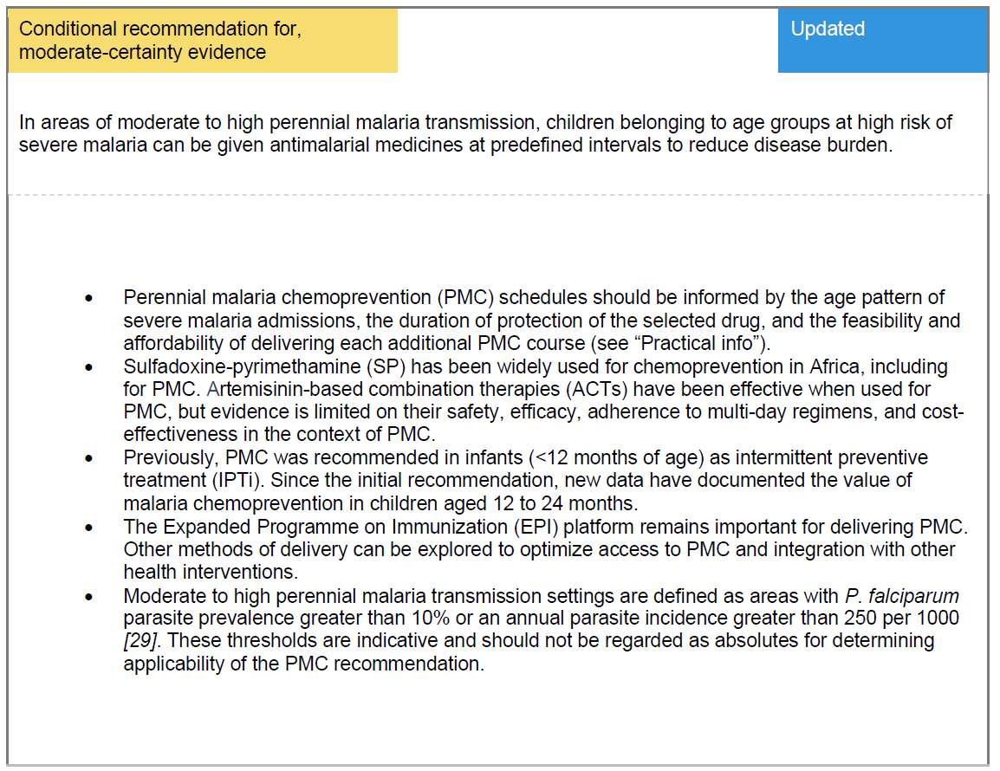 Conditional recommendation for,
moderate-certainty evidence
Updated
In areas of moderate to high perennial malaria transmission, children belonging to age groups at high risk of
severe malaria can be given antimalarial medicines at predefined intervals to reduce disease burden.
• Perennial malaria chemoprevention (PMC) schedules should be informed by the age pattern of
severe malaria admissions, the duration of protection of the selected drug, and the feasibility and
affordability of delivering each additional PMC course (see “Practical info”).
• Sulfadoxine-pyrimethamine (SP) has been widely used for chemoprevention in Africa, including
for PMC. Artemisinin-based combination therapies (ACTs) have been effective when used for
PMC, but evidence is limited on their safety, efficacy, adherence to multi-day regimens, and cost-
effectiveness in the context of PMC.
• Previously, PMC was recommended in infants (<12 months of age) as intermittent preventive
treatment (IPTi). Since the initial recommendation, new data have documented the value of
malaria chemoprevention in children aged 12 to 24 months.
• The Expanded Programme on Immunization (EPI) platform remains important for delivering PMC.
Other methods of delivery can be explored to optimize access to PMC and integration with other
health interventions.
• Moderate to high perennial malaria transmission settings are defined as areas with P. falciparum
parasite prevalence greater than 10% or an annual parasite incidence greater than 250 per 1000
[29]. These thresholds are indicative and should not be regarded as absolutes for determining
applicability of the PMC recommendation.